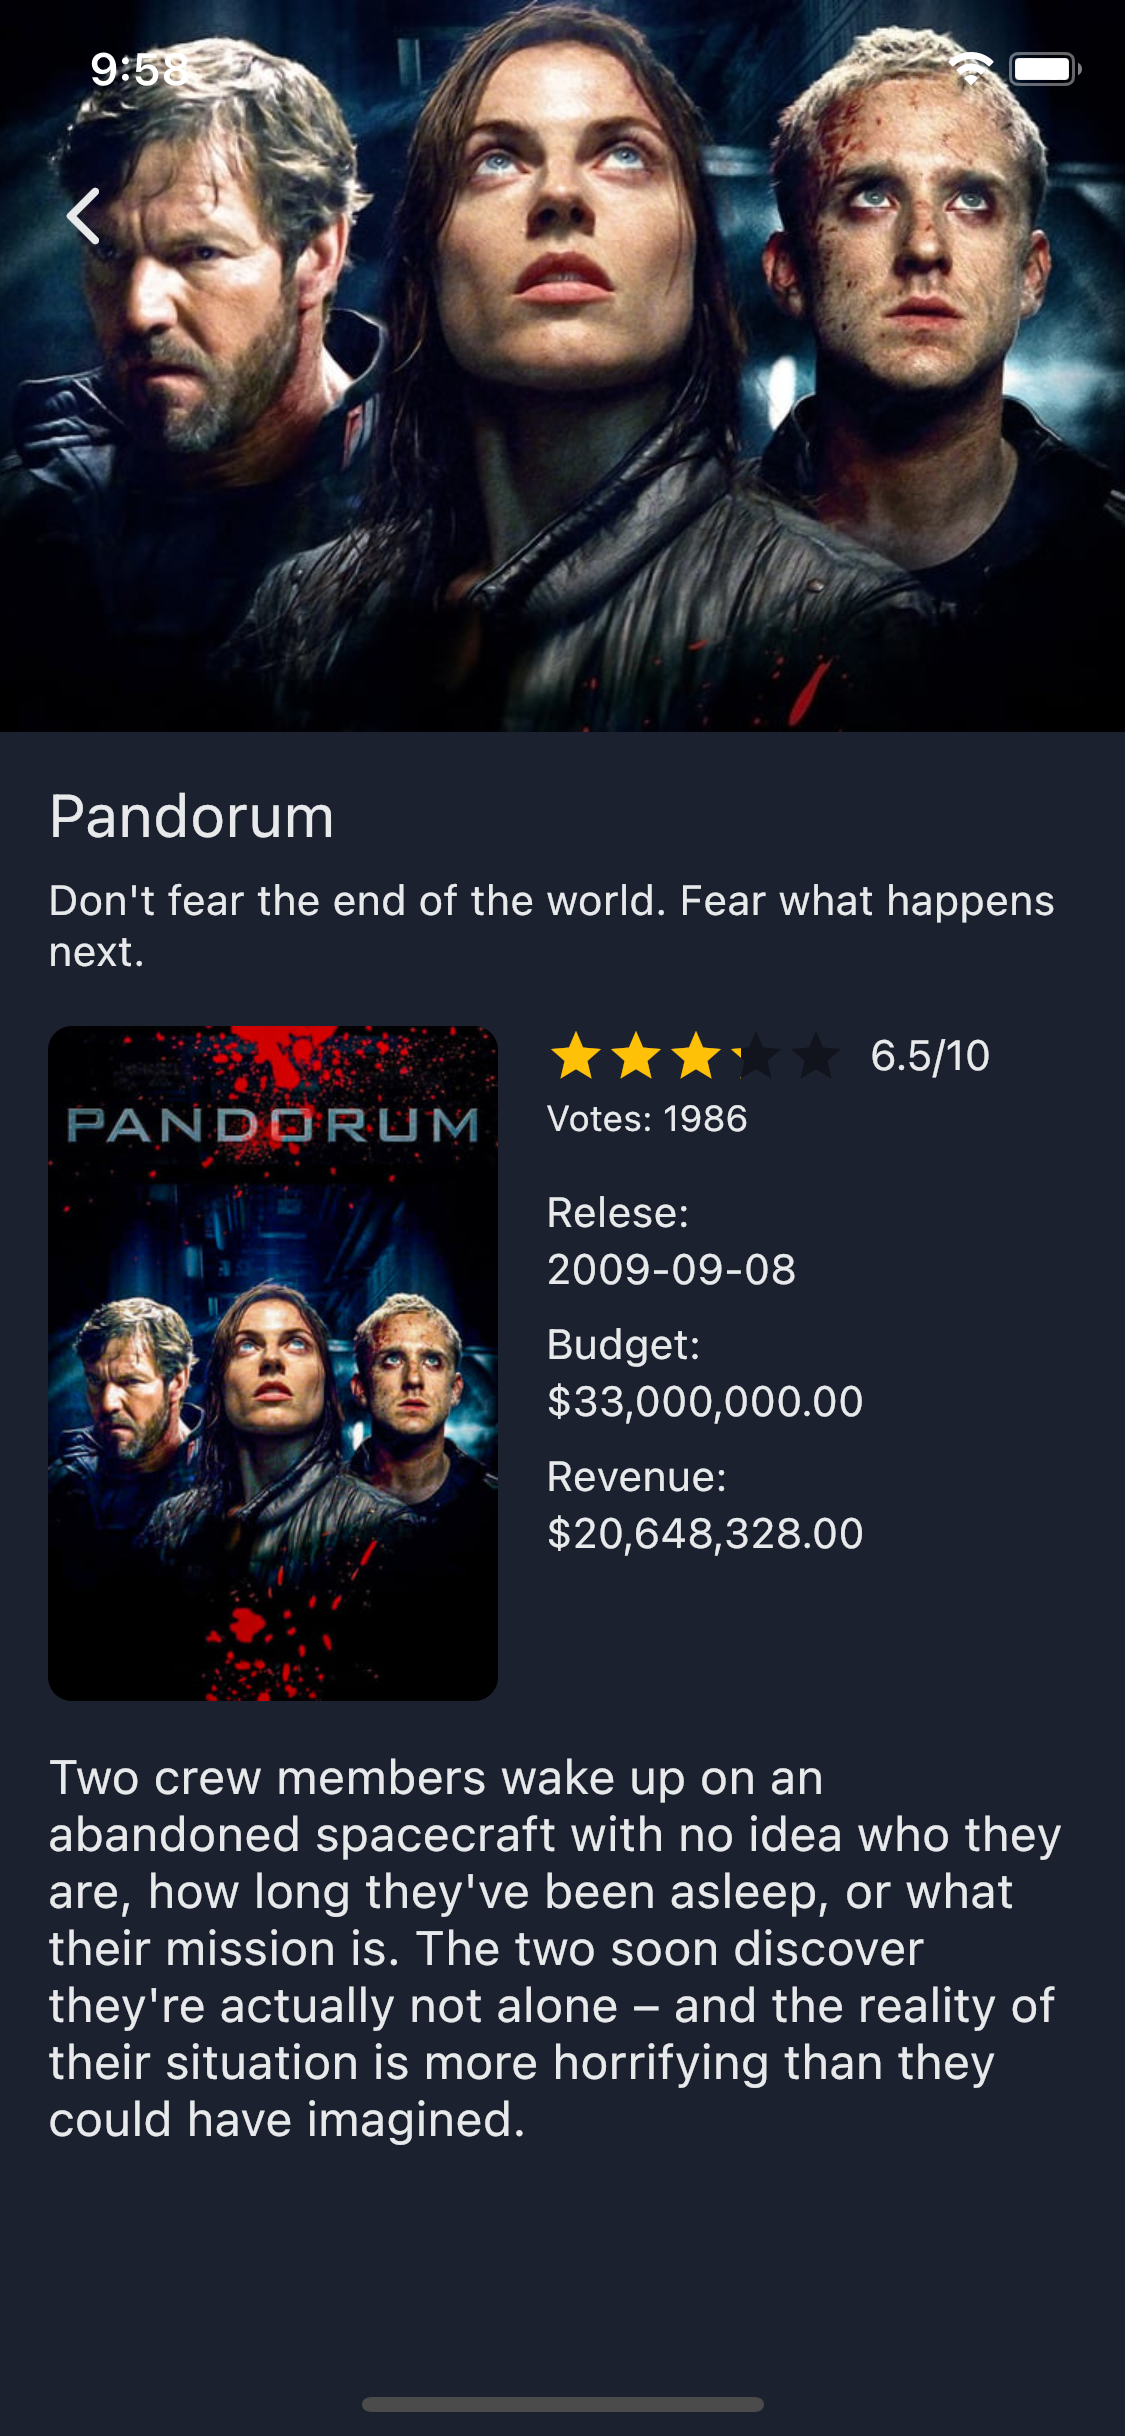 9:58
Pandorum
Don't fear the end of the world. Fear what happens
next.
PANDORUM
6.5/10
Votes: 1986
Relese:
2009-09-08
Budget:
$33,000,000.00
Revenue:
$20,648,328.00
Two crew members wake up on an
abandoned spacecraft with no idea who they
are, how long they've been asleep, or what
their mission is. The two soon discover
they're actually not alone – and the reality of
their situation is more horrifying than they
could have imagined.